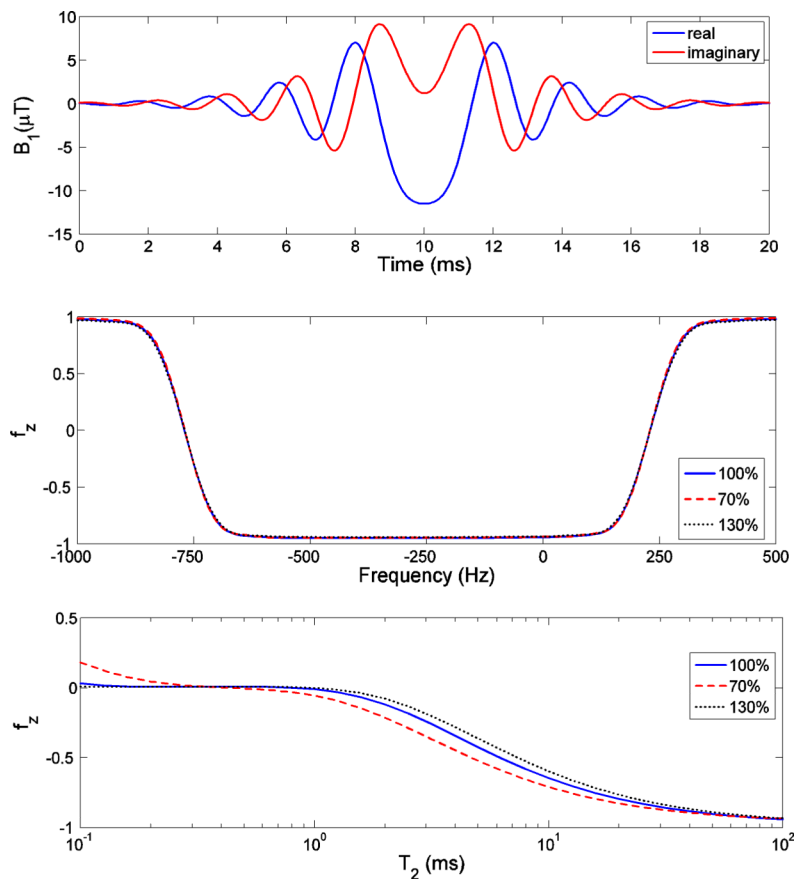 10
5
0
-5
-10
-15
B1(μT)
real
imaginary
0 2 4 6 8 10 12 14 16 18 20
Time (ms)
1
0.5
0
-0.5
-1
fz
100%
70%
130%
-1000 -750 -500 -250 0 250 500
Frequency (Hz)
0.5
0
-0.5
-1
fz
100%
70%
130%
10-1 100 101 102
T2 (ms)